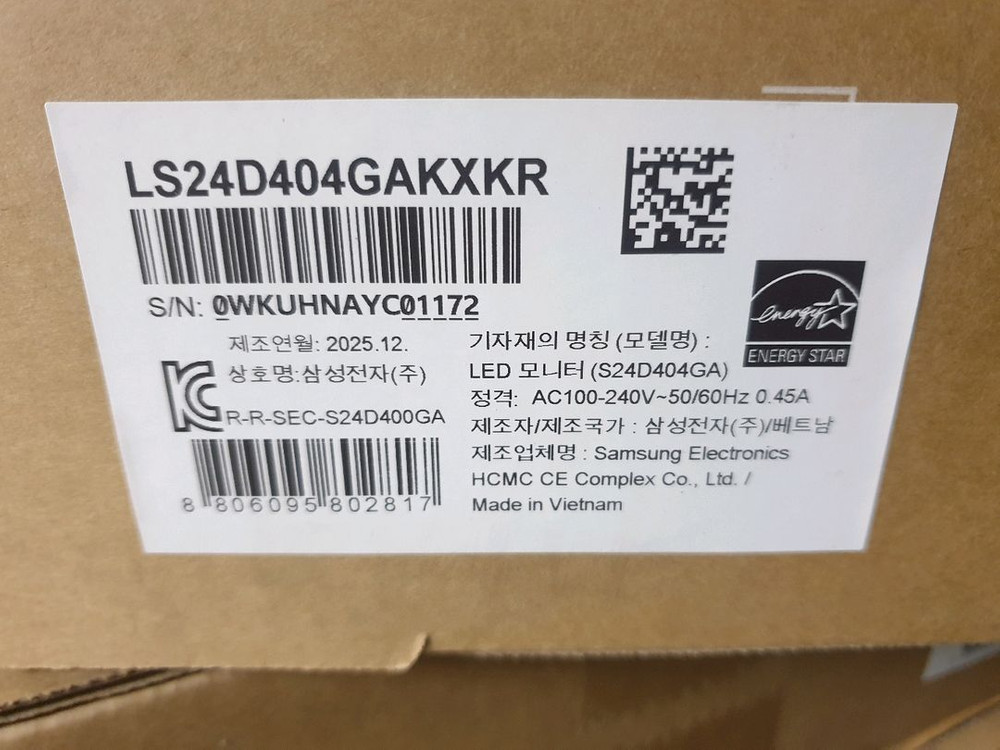 LS24D404GAKXKR
S/N: 0WKUHNAYC01172
제조연월: 2025.12.
상호명:삼성전자(주)
R-R-SEC-S24D400GA
8 806095 802817
기자재의 명칭 (모델명) :
LED 모니터 (S24D404GA)
정격: AC100-240V~50/60Hz 0.45A
제조자/제조국가 : 삼성전자(주)/베트남
제조업체명 : Samsung Electronics
HCMC CE Complex Co., Ltd. /
Made in Vietnam
energy
ENERGY STAR